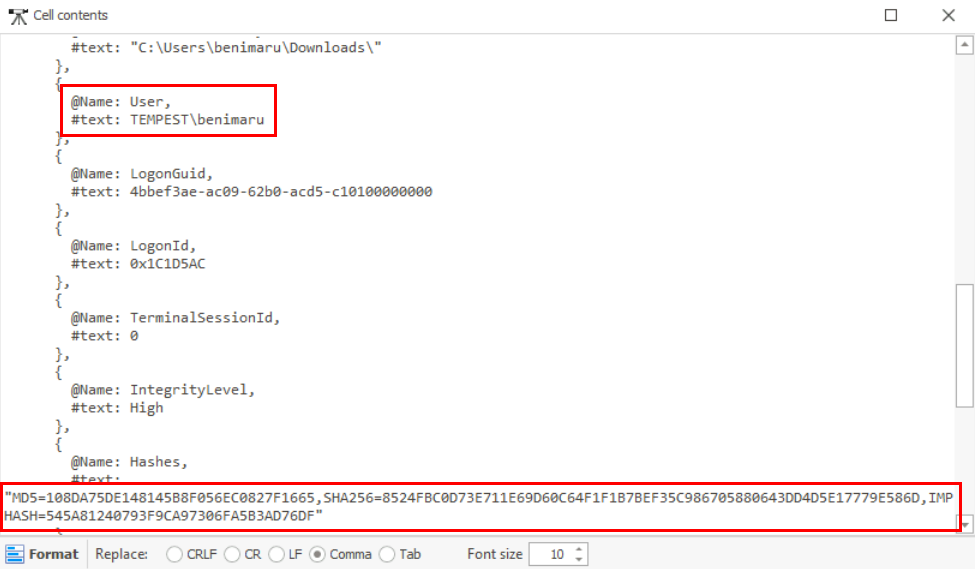 Cell contents
#text: "C:\Users\benimaru\Downloads\"
},
{
@Name: User,
#text: TEMPEST\benimaru
},
{
@Name: LogonGuid,
#text: 4bbef3ae-ac09-62b0-acd5-c10100000000
},
{
@Name: LogonId,
#text: 0x1C1D5AC
},
{
@Name: TerminalSessionId,
#text: 0
},
{
@Name: IntegrityLevel,
#text: High
},
{
@Name: Hashes,
#text:
"MD5=108DA75DE148145B8F056EC0827F1665,SHA256=8524FBC0D73E711E69D60C64F1F1B7BEF35C986705880643DD4D5E17779E586D,IMP
HASH=545A81240793F9CA97306FA5B3AD76DF"
Format Replace: CRLF CR LF Comma Tab Font size 10